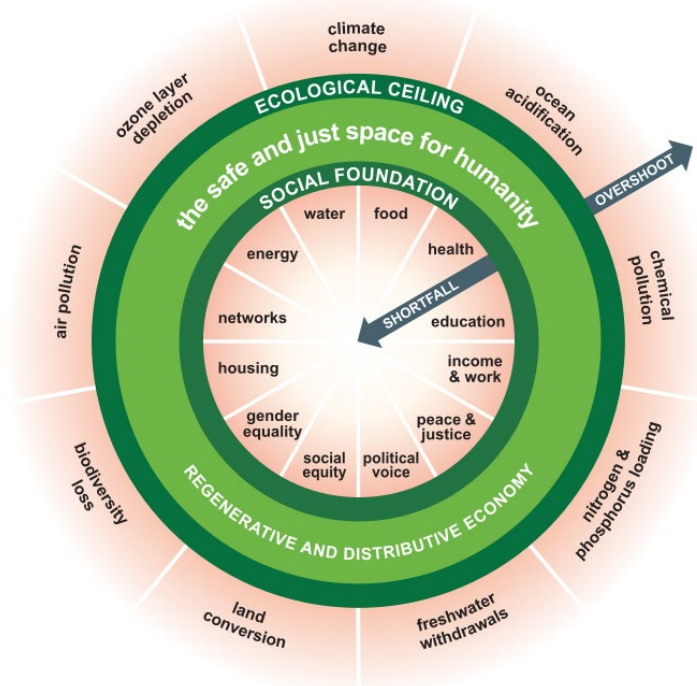 climate
change
ozone layer
depletion
ocean
acidification
ECOLOGICAL CEILING
the safe and just space for humanity
OVERSHOOT
SOCIAL FOUNDATION
water
food
energy
health
SHORTFALL
air pollution
chemical
pollution
networks
education
housing
income
& work
gender
equality
peace &
justice
social
equity
political
voice
biodiversity
loss
nitrogen &
phosphorus loading
REGENERATIVE AND DISTRIBUTIVE ECONOMY
land
conversion
freshwater
withdrawals